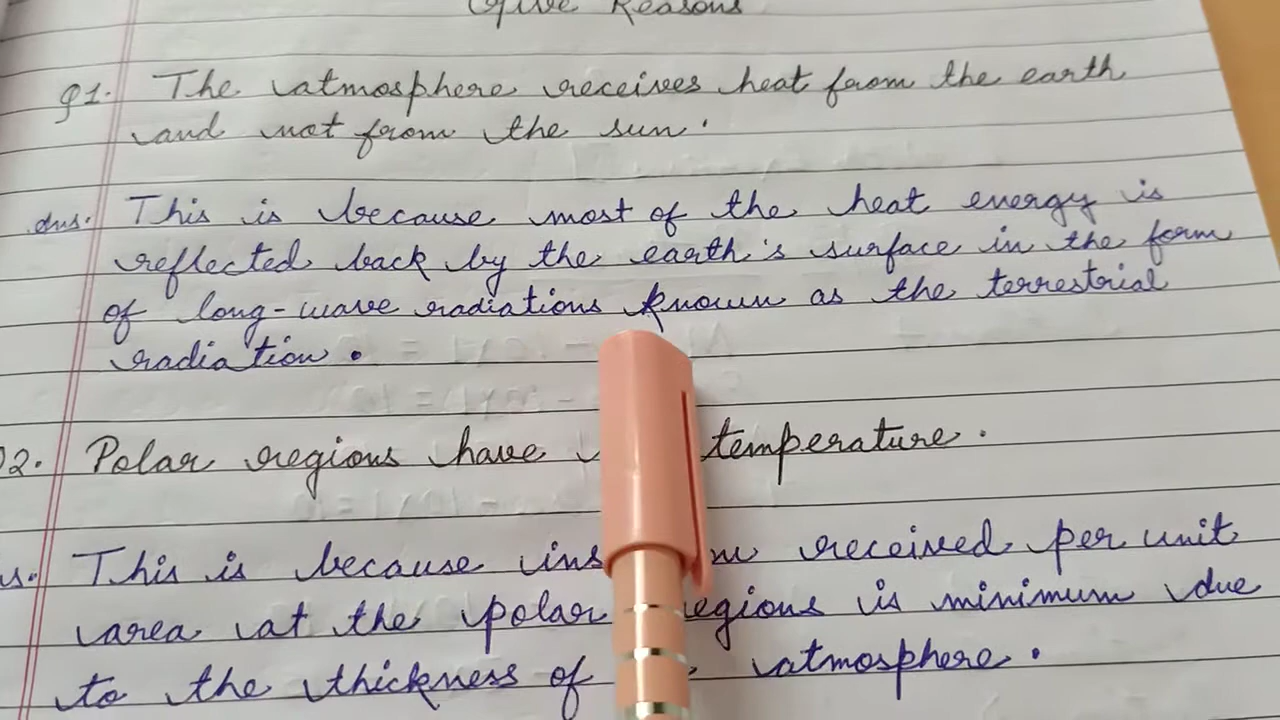 Give Reasons
Q1. The atmosphere receives heat from the earth
and not from the sun.
Ans. This is because most of the heat energy is
reflected back by the earth's surface in the form
of long-wave radiations known as the terrestrial
radiation.
Q2. Polar regions have temperature.
This is because received per unit
area at the polar regions is minimum due
to the thickness of atmosphere.